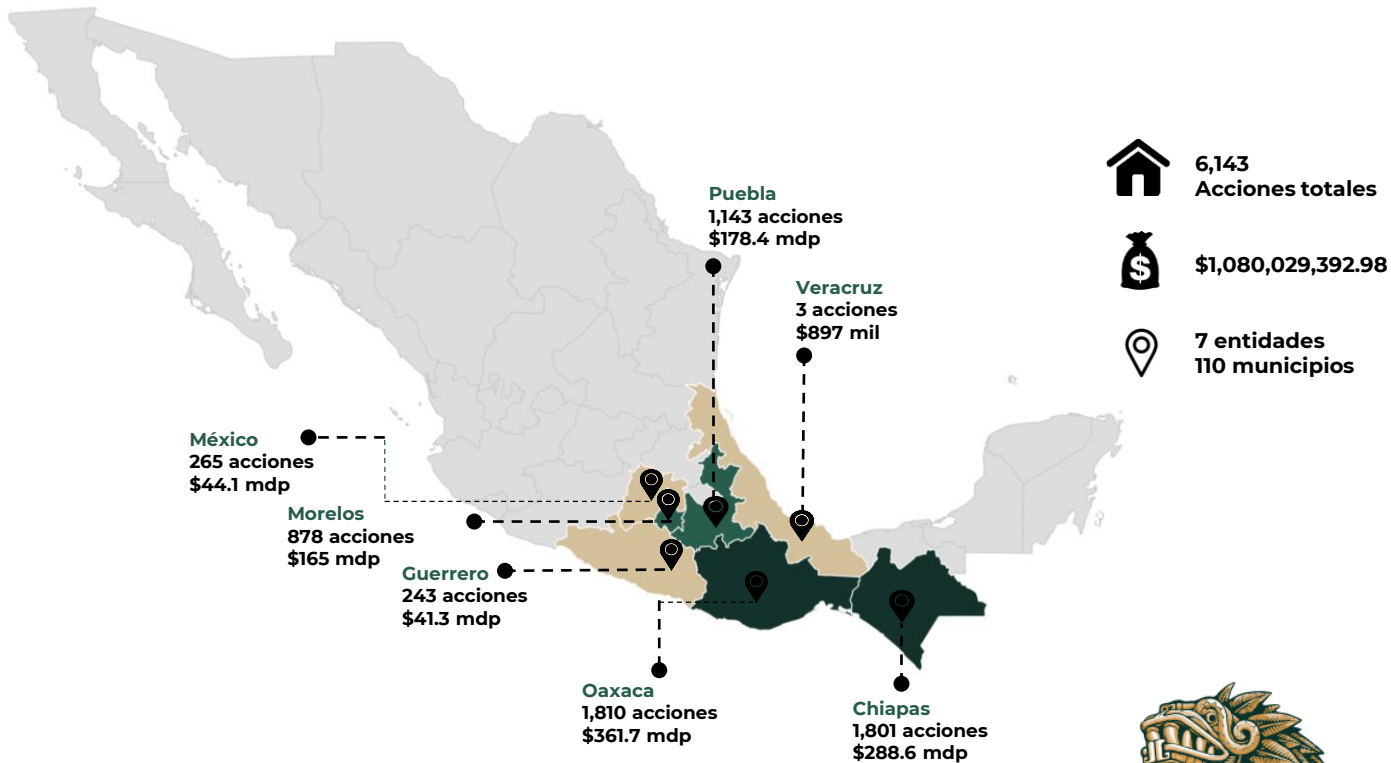 Puebla
1,143 acciones
$178.4 mdp
Veracruz
3 acciones
$897 mil
México
265 acciones
$44.1 mdp
Morelos
878 acciones
$165 mdp
Guerrero
243 acciones
$41.3 mdp
Oaxaca
1,810 acciones
$361.7 mdp
Chiapas
1,801 acciones
$288.6 mdp
6,143
Acciones totales
$
$1,080,029,392.98
7 entidades
110 municipios